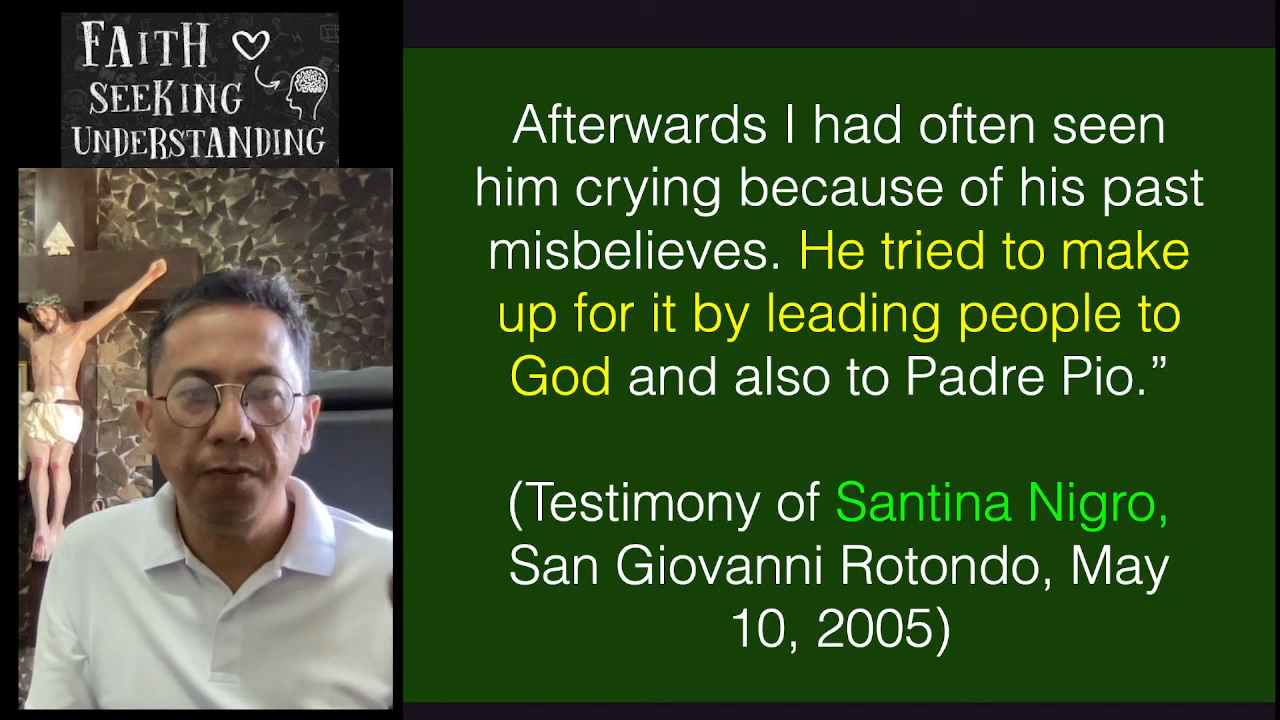 FAITH
SEEKING
UNDERSTANDING
Afterwards I had often seen
him crying because of his past
misbelieves. He tried to make
up for it by leading people to
God and also to Padre Pio.”
(Testimony of Santina Nigro,
San Giovanni Rotondo, May
10, 2005)